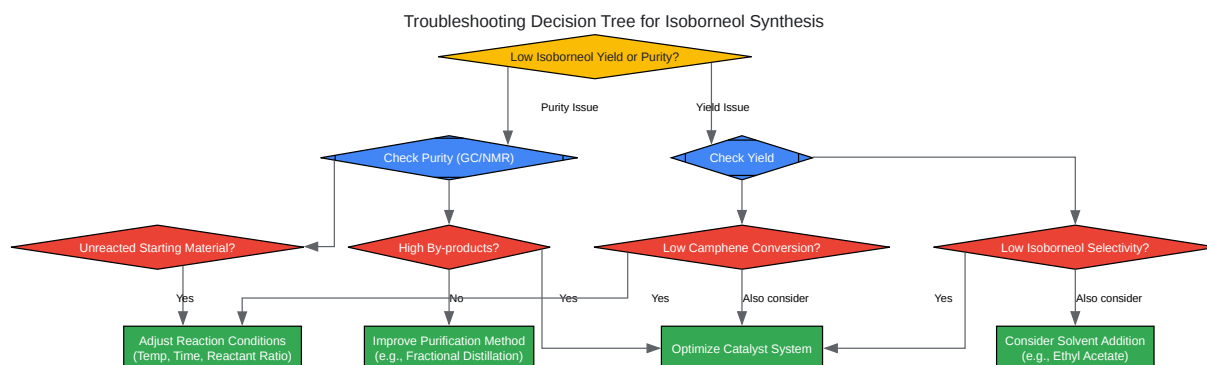 Troubleshooting Decision Tree for Isoborneol Synthesis
Low Isoborneol Yield or Purity?
Purity Issue
Yield Issue
Check Purity (GC/NMR)
Check Yield
Unreacted Starting Material?
High By-products?
Low Camphene Conversion?
Low Isoborneol Selectivity?
Yes
No
Yes
Yes
Also consider
Yes
Also consider
Adjust Reaction Conditions
(Temp, Time, Reactant Ratio)
Improve Purification Method
(e.g., Fractional Distillation)
Optimize Catalyst System
Consider Solvent Addition
(e.g., Ethyl Acetate)